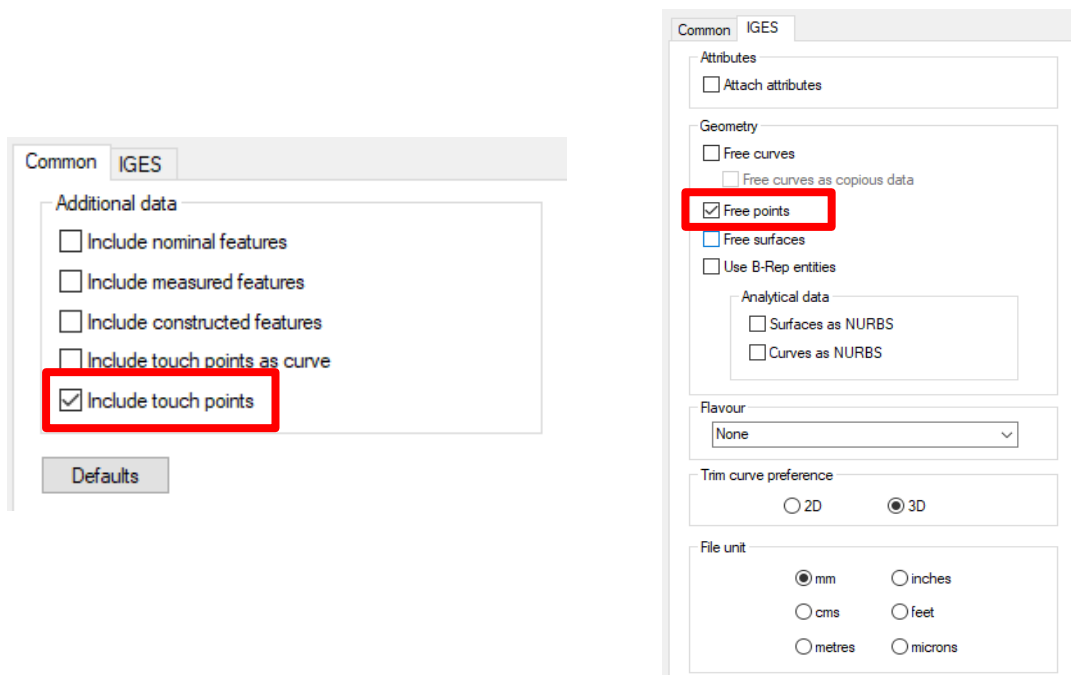 Common IGES
Additional data
Include nominal features
Include measured features
Include constructed features
Include touch points as curve
Include touch points
Defaults
Common IGES
Attributes
Attach attributes
Geometry
Free curves
Free curves as copious data
Free points
Free surfaces
Use B-Rep entities
Analytical data
Surfaces as NURBS
Curves as NURBS
Flavour
None
Trim curve preference
2D 3D
File unit
mm inches
cms feet
metres microns